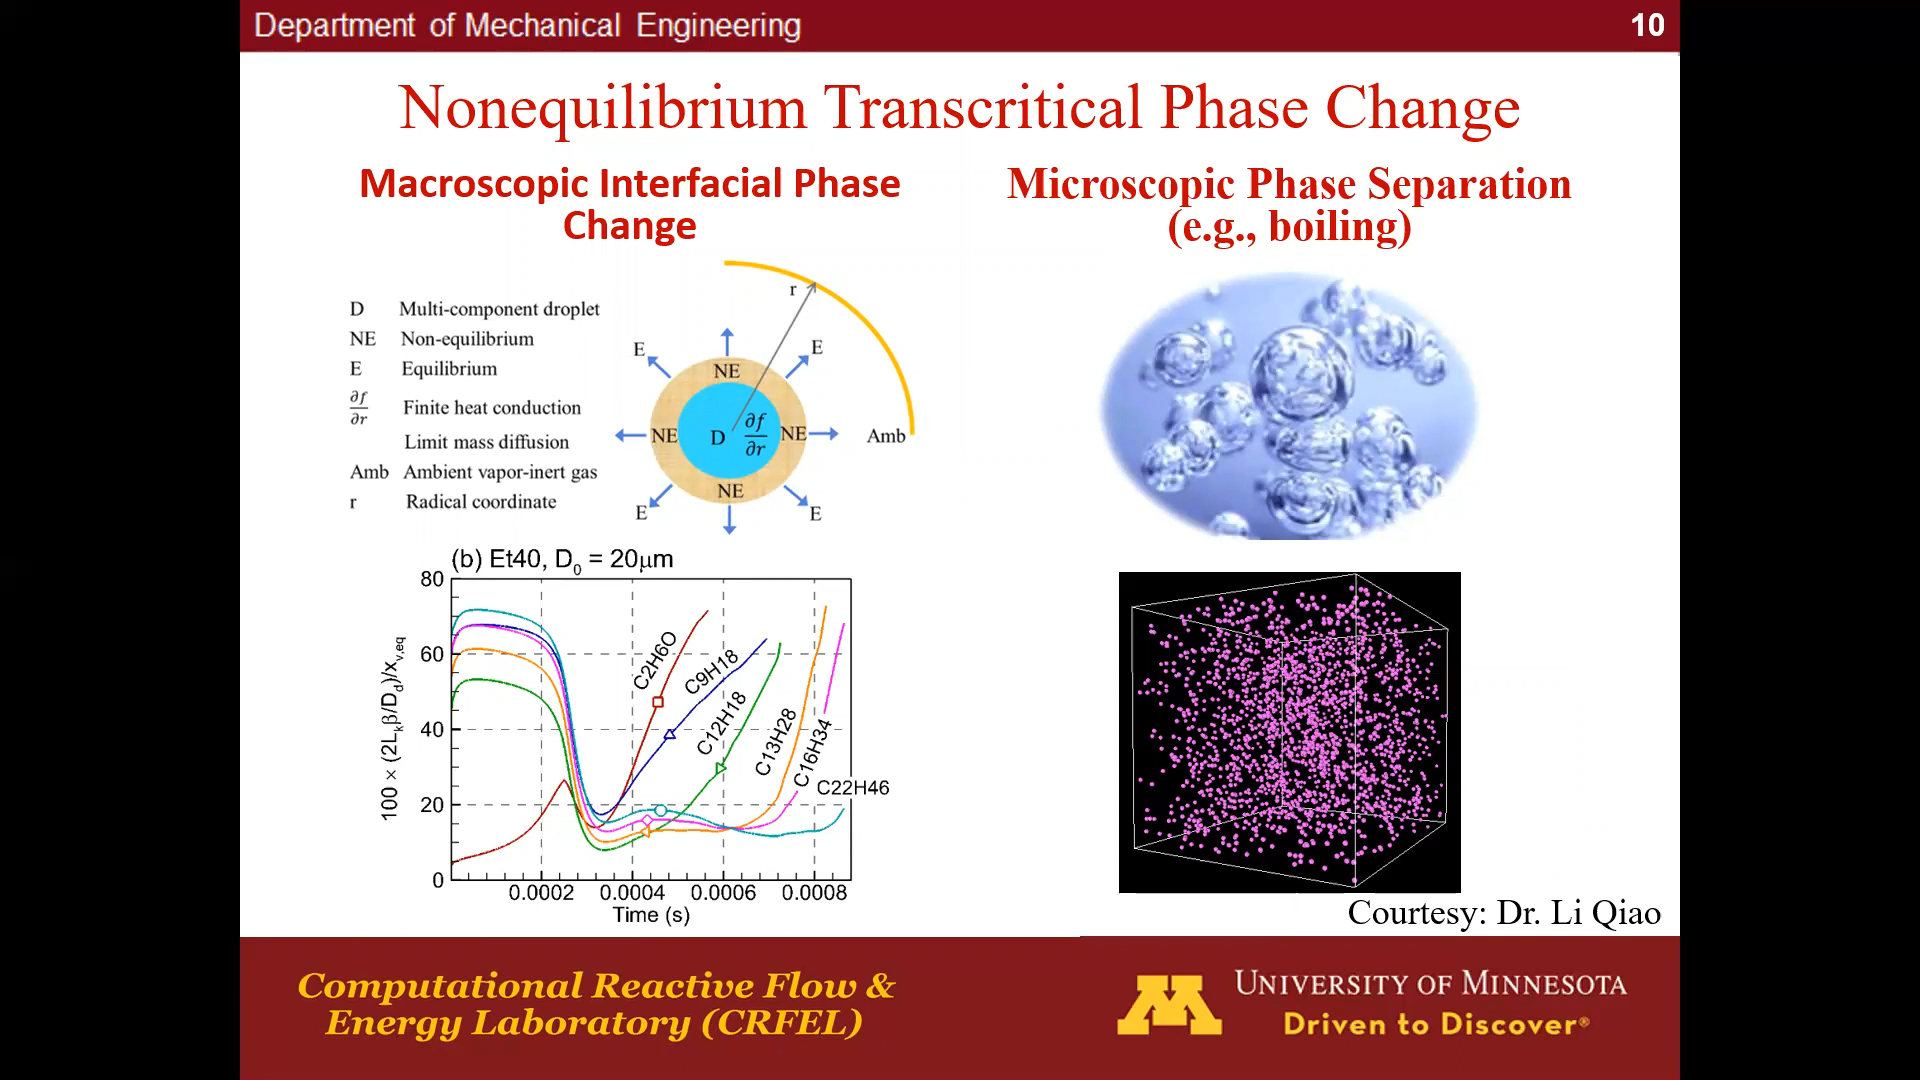 Department of Mechanical Engineering
10
Nonequilibrium Transcritical Phase Change
Macroscopic Interfacial Phase
Change
Microscopic Phase Separation
(e.g., boiling)
D Multi-component droplet
NE Non-equilibrium
E Equilibrium
∂f/∂r Finite heat conduction
Limit mass diffusion
Amb Ambient vapor-inert gas
r Radical coordinate
r
E
E
NE
NE
D
∂f/∂r
NE
Amb
NE
E
E
(b) Et40, D₀ = 20μm
100 × (2Lₖβ/D_d)/x_v,eq
80
60
40
20
0
C2H6O
C9H18
C12H18
C13H28
C16H34
C22H46
0.0002 0.0004 0.0006 0.0008
Time (s)
Courtesy: Dr. Li Qiao
Computational Reactive Flow &
Energy Laboratory (CRFEL)
M
UNIVERSITY OF MINNESOTA
Driven to Discover®